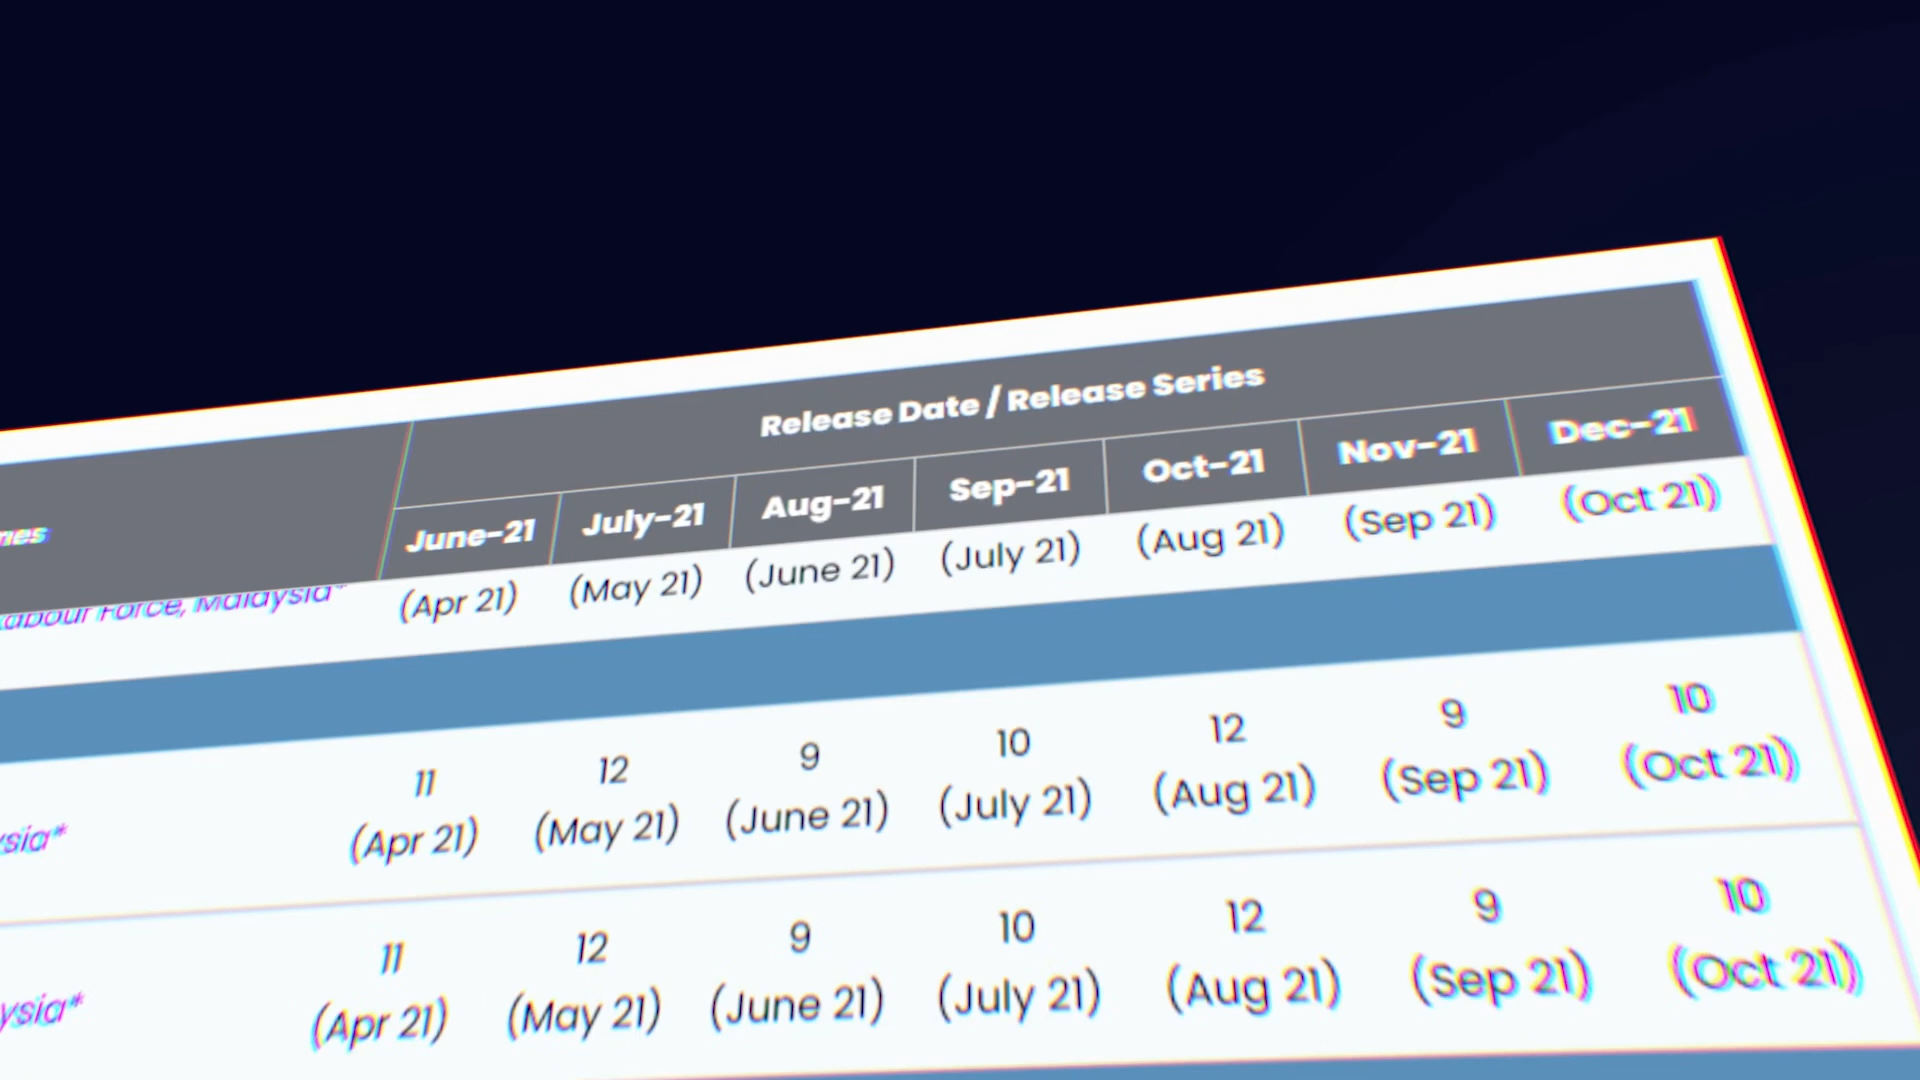 Release Date / Release Series
June-21 July-21 Aug-21 Sep-21 Oct-21 Nov-21 Dec-21
Labour Force, Malaysia* (Apr 21) (May 21) (June 21) (July 21) (Aug 21) (Sep 21) (Oct 21)
11 12 9 10 12 9 10
(Apr 21) (May 21) (June 21) (July 21) (Aug 21) (Sep 21) (Oct 21)
11 12 9 10 12 9 10
(Apr 21) (May 21) (June 21) (July 21) (Aug 21) (Sep 21) (Oct 21)